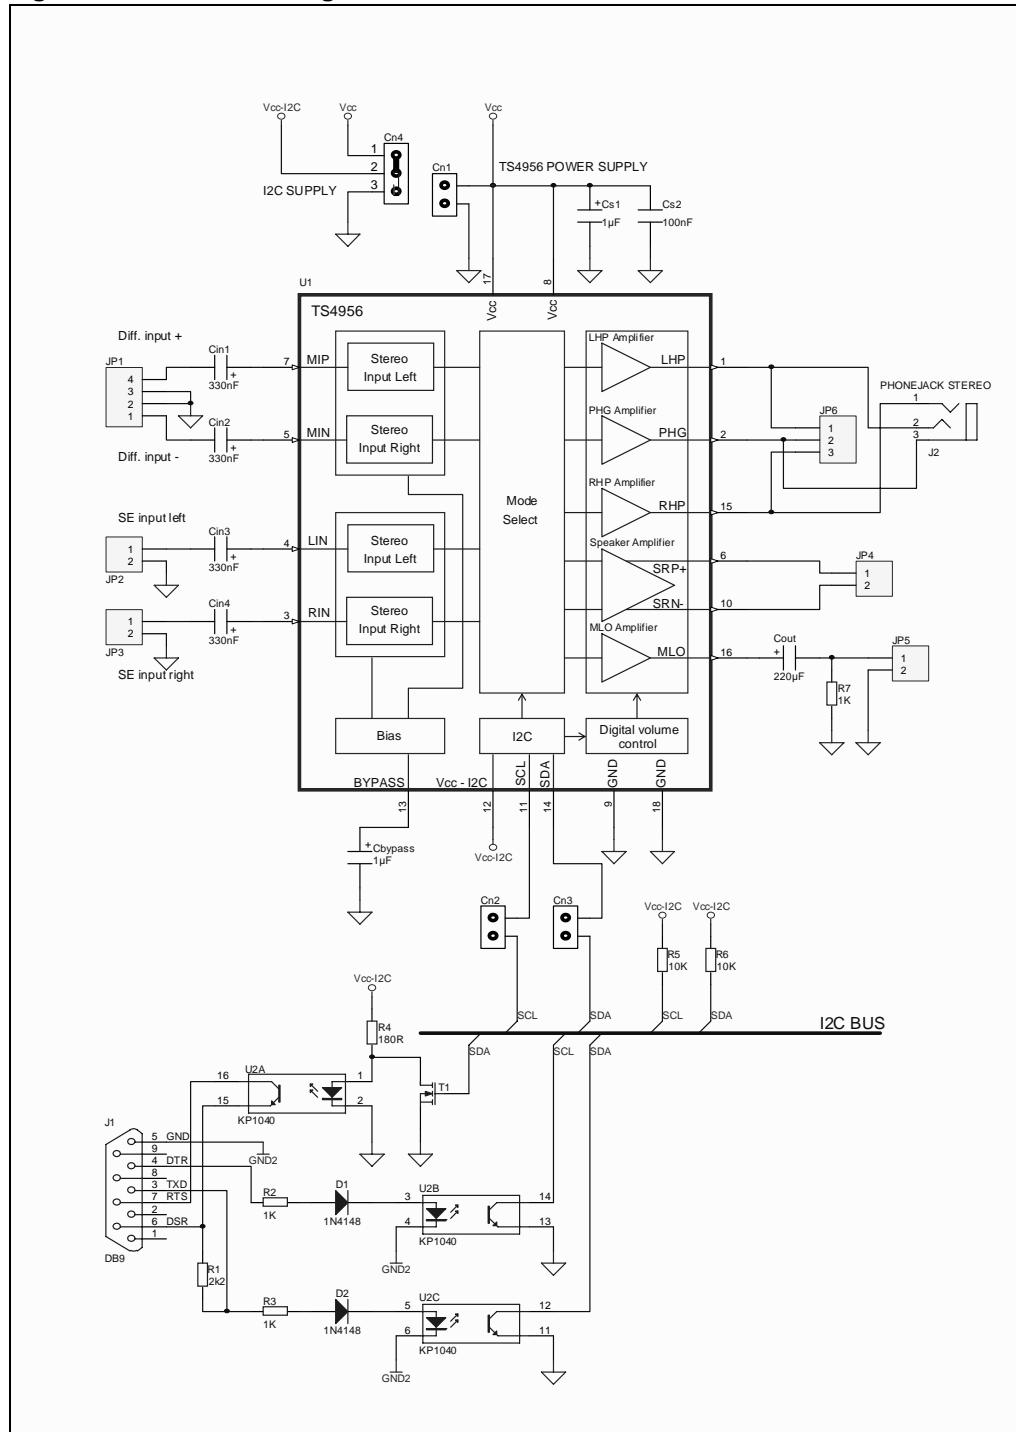 Vcc-I2C
Vcc
Vcc
Cn4
1
2
3
I2C SUPPLY
Cn1
TS4956 POWER SUPPLY
+
Cs1
1µF
Cs2
100nF
17
8
U1
TS4956
Vcc
Vcc
Diff. input +
JP1
4
3
2
1
Cin1
+
330nF
7
MIP
Stereo
Input Left
Cin2
+
330nF
5
MIN
Stereo
Input Right
Diff. input -
SE input left
1
2
JP2
Cin3
+
330nF
4
LIN
Stereo
Input Left
1
2
JP3
Cin4
+
330nF
3
RIN
Stereo
Input Right
SE input right
Mode
Select
LHP Amplifier
LHP
1
PHG Amplifier
PHG
2
RHP Amplifier
RHP
15
Speaker Amplifier
SRP+
6
SRN-
10
MLO Amplifier
MLO
16
PHONEJACK STEREO
1
2
3
J2
JP6
1
2
3
JP4
1
2
Cout
+
220µF
R7
1K
JP5
1
2
Bias
I2C
Digital volume
control
BYPASS
Vcc - I2C
SCL
SDA
GND
GND
13
12
11
14
9
18
+
Cbypass
1µF
Vcc-I2C
Cn2
Cn3
Vcc-I2C
Vcc-I2C
R5
10K
R6
10K
SCL
SDA
SCL
SDA
I2C BUS
Vcc-I2C
R4
180R
SDA
SCL
SDA
U2A
16
15
1
2
KP1040
T1
J1
5
GND
9
4
DTR
8
3
TXD
7
RTS
2
6
DSR
1
DB9
GND2
R2
1K
D1
1N4148
U2B
3
4
14
13
KP1040
GND2
R1
2k2
R3
1K
D2
1N4148
U2C
5
6
12
11
KP1040
GND2